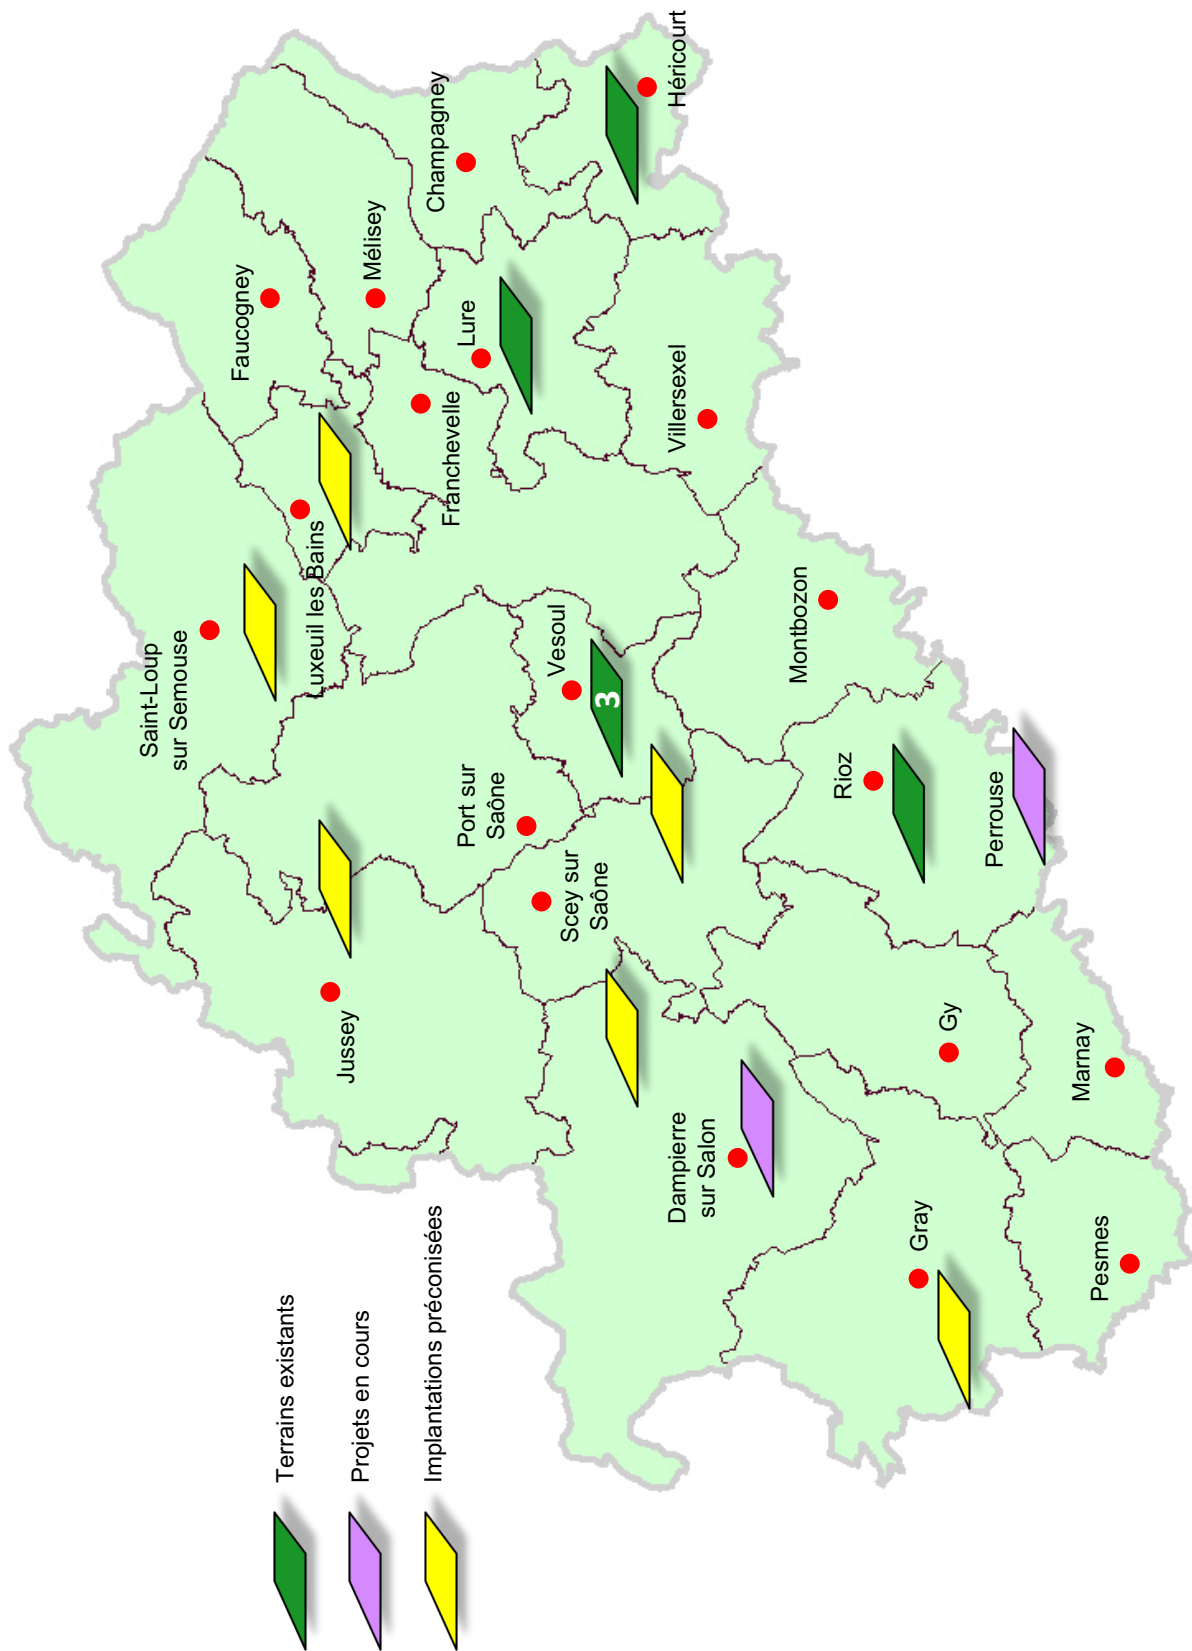 Terrains existants
Projets en cours
Implantations préconisées
Saint-Loup
sur Semouse
Faucogney
Luxeuil les Bains
Mélisey
Jussey
Champagney
Franchevelle
Lure
Port sur
Saône
Vesoul
3
Scey sur
Saône
Héricourt
Villersexel
Dampierre
sur Salon
Montbozon
Rioz
Gray
Gy
Perrouse
Marnay
Pesmes